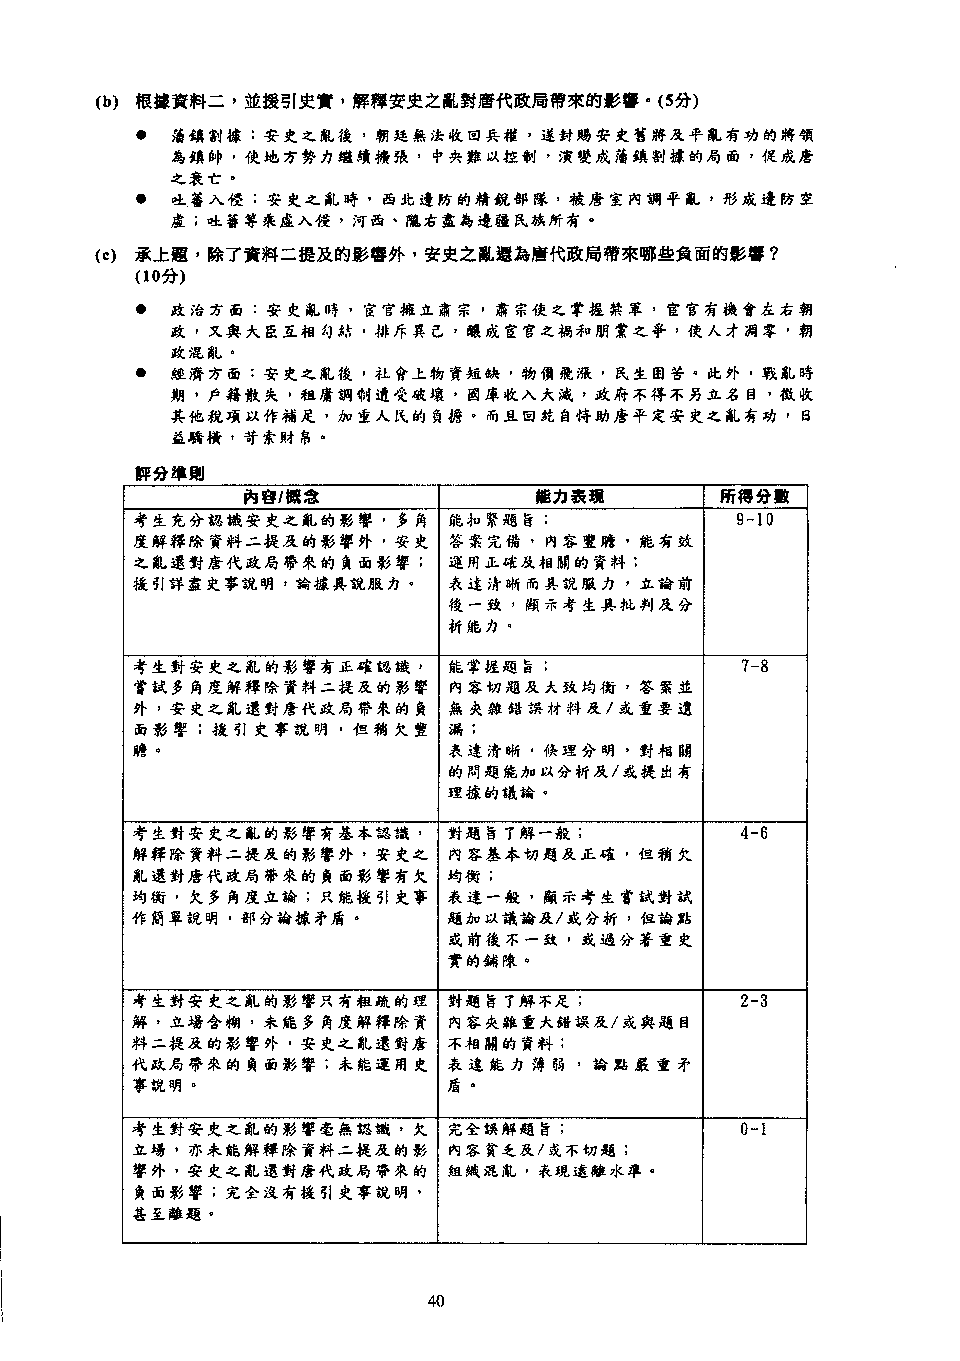 (b) 根據資料二，並援引史實，解釋安史之亂對唐代政局帶來的影響。(5分)
● 藩鎮割據：安史之亂後，朝廷無法收回兵權，遂封賜安史舊將及平亂有功的將領
為鎮帥，使地方勢力繼續擴張，中央難以控制，演變成藩鎮割據的局面，促成唐
之衰亡。
● 吐蕃入侵：安史之亂時，西北邊防的精銳部隊，被唐室內調平亂，形成邊防空
虛；吐蕃等乘虛入侵，河西、隴右盡為邊疆民族所有。
(c) 承上題，除了資料二提及的影響外，安史之亂還為唐代政局帶來哪些負面的影響？
(10分)
● 政治方面：安史亂時，宦官擁立肅宗，肅宗使之掌握禁軍，宦官有機會左右朝
政，又與大臣互相勾結，排斥異己，釀成宦官之禍和朋黨之爭，使人才凋零，朝
政混亂。
● 經濟方面：安史之亂後，社會上物資短缺，物價飛漲，民生困苦。此外，戰亂時
期，戶籍散失，租庸調制遭受破壞，國庫收入大減，政府不得不另立名目，徵收
其他稅項以作補足，加重人民的負擔。而且回紇自恃助唐平定安史之亂有功，日
益驕橫，苛索財帛。
評分準則
內容/概念 能力表現 所得分數
考生充分認識安史之亂的影響，多角
度解釋除資料二提及的影響外，安史
之亂還對唐代政局帶來的負面影響；
援引詳盡史事說明，論據具說服力。
能扣緊題旨；
答案完備，內容豐贍，能有效
運用正確及相關的資料；
表達清晰而具說服力，立論前
後一致，顯示考生具批判及分
析能力。
9-10
考生對安史之亂的影響有正確認識，
嘗試多角度解釋除資料二提及的影響
外，安史之亂還對唐代政局帶來的負
面影響；援引史事說明，但稍欠豐
贍。
能掌握題旨；
內容切題及大致均衡，答案並
無夾雜錯誤材料及/或重要遺
漏；
表達清晰，條理分明，對相關
的問題能加以分析及/或提出有
理據的議論。
7-8
考生對安史之亂的影響有基本認識，
解釋除資料二提及的影響外，安史之
亂還對唐代政局帶來的負面影響有欠
均衡，欠多角度立論；只能援引史事
作簡單說明，部分論據矛盾。
對題旨了解一般；
內容基本切題及正確，但稍欠
均衡；
表達一般，顯示考生嘗試對試
題加以議論及/或分析，但論點
或前後不一致，或過分著重史
實的鋪陳。
4-6
考生對安史之亂的影響只有粗疏的理
解，立場含糊，未能多角度解釋除資
料二提及的影響外，安史之亂還對唐
代政局帶來的負面影響；未能運用史
事說明。
對題旨了解不足；
內容夾雜重大錯誤及/或與題目
不相關的資料；
表達能力薄弱，論點嚴重矛
盾。
2-3
考生對安史之亂的影響毫無認識，欠
立場，亦未能解釋除資料二提及的影
響外，安史之亂還對唐代政局帶來的
負面影響；完全沒有援引史事說明，
甚至離題。
完全誤解題旨；
內容貧乏及/或不切題；
組織混亂，表現遠離水準。
0-1
40